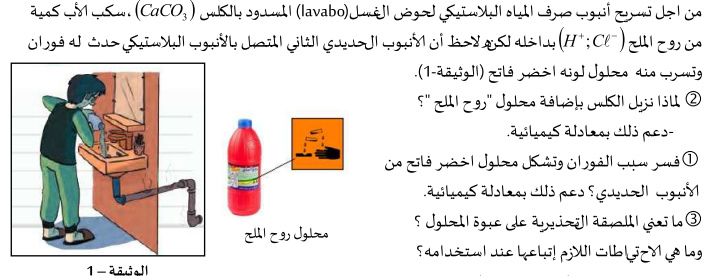 من اجل تسريح أنبوب صرف المياه البلاستيكي لحوض الغسل(lavabo) المسدود بالكلس (CaCO₃) ،سكب الأب كمية
من روح الملح (H⁺;Cℓ⁻) بداخله لكنه لاحظ أن الأنبوب الحديدي الثاني المتصل بالأنبوب البلاستيكي حدث له فوران
وتسرب منه محلول لونه اخضر فاتح (الوثيقة-1).
② لماذا نزيل الكلس بإضافة محلول "روح الملح "؟
-دعم ذلك بمعادلة كيميائية.
① فسر سبب الفوران وتشكل محلول اخضر فاتح من
الأنبوب الحديدي؟ دعم ذلك بمعادلة كيميائية.
③ ما تعني الملصقة التحذيرية على عبوة المحلول ؟
وما هي الاحتياطات اللازم إتباعها عند استخدامه؟
محلول روح الملح
الوثيقة – 1